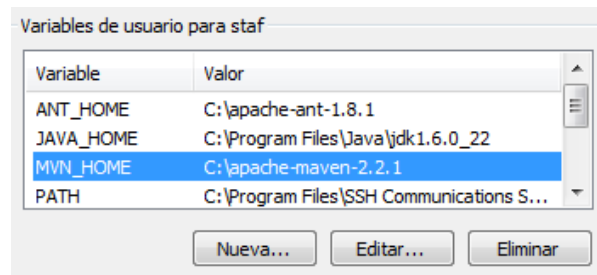 Variables de usuario para staf
Variable Valor
ANT_HOME C:\apache-ant-1.8.1
JAVA_HOME C:\Program Files\Java\jdk1.6.0_22
MVN_HOME C:\apache-maven-2.2.1
PATH C:\Program Files\SSH Communications S...
Nueva... Editar... Eliminar